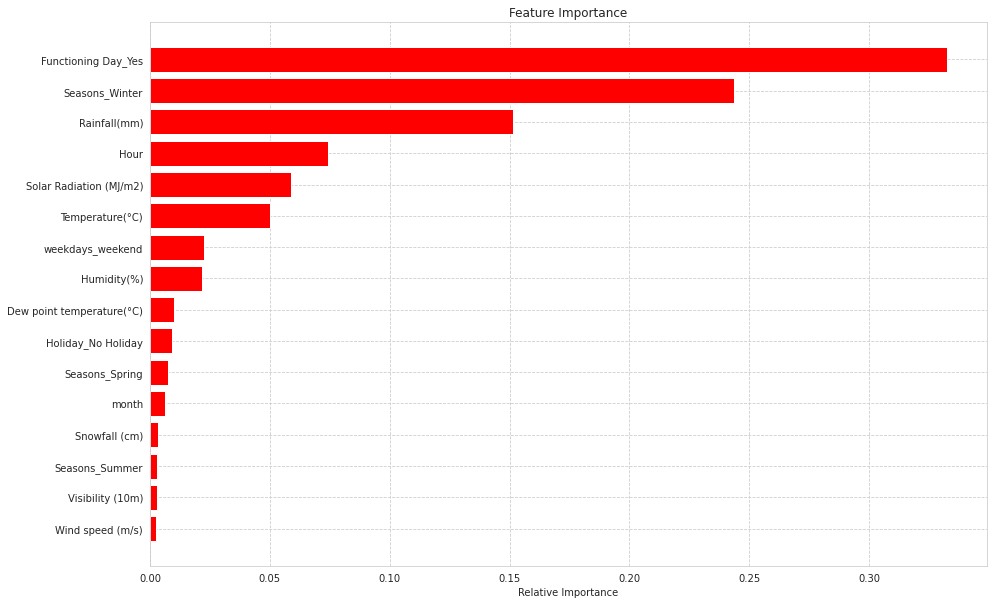 Feature Importance
Functioning Day_Yes
Seasons_Winter
Rainfall(mm)
Hour
Solar Radiation (MJ/m2)
Temperature(°C)
weekdays_weekend
Humidity(%)
Dew point temperature(°C)
Holiday_No Holiday
Seasons_Spring
month
Snowfall (cm)
Seasons_Summer
Visibility (10m)
Wind speed (m/s)
0.00 0.05 0.10 0.15 0.20 0.25 0.30
Relative Importance